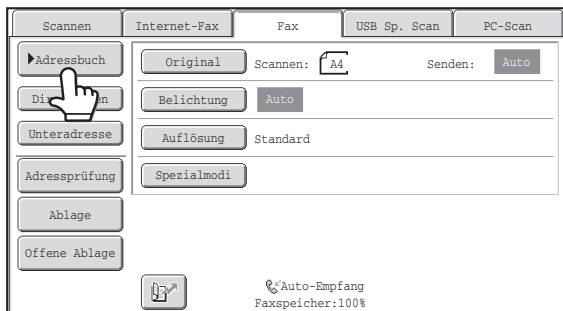 Scannen Internet-Fax Fax USB Sp. Scan PC-Scan
Adressbuch Original Scannen: A4 Senden: Auto
Belichtung Auto
Unteradresse Auflösung Standard
Adressprüfung Spezialmodi
Ablage
Offene Ablage
Auto-Empfang
Faxspeicher:100%